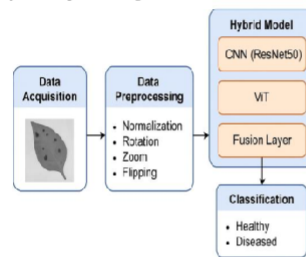 Data
Acquisition
Data
Preprocessing
• Normalization
• Rotation
• Zoom
• Flipping
Hybrid Model
CNN (ResNet50)
ViT
Fusion Layer
Classification
• Healthy
• Diseased